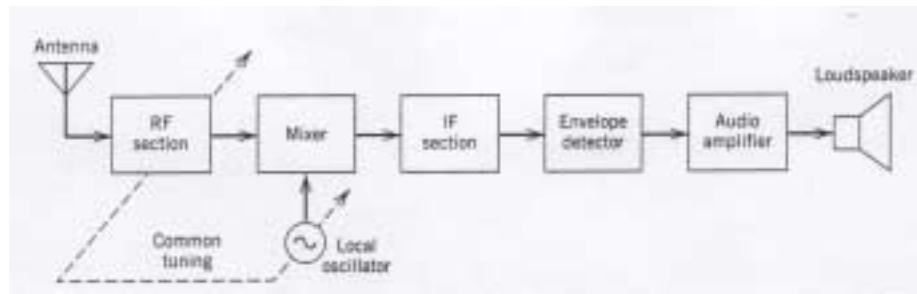 Antenna
RF
section
Mixer
IF
section
Envelope
detector
Audio
amplifier
Loudspeaker
Common
tuning
Local
oscillator